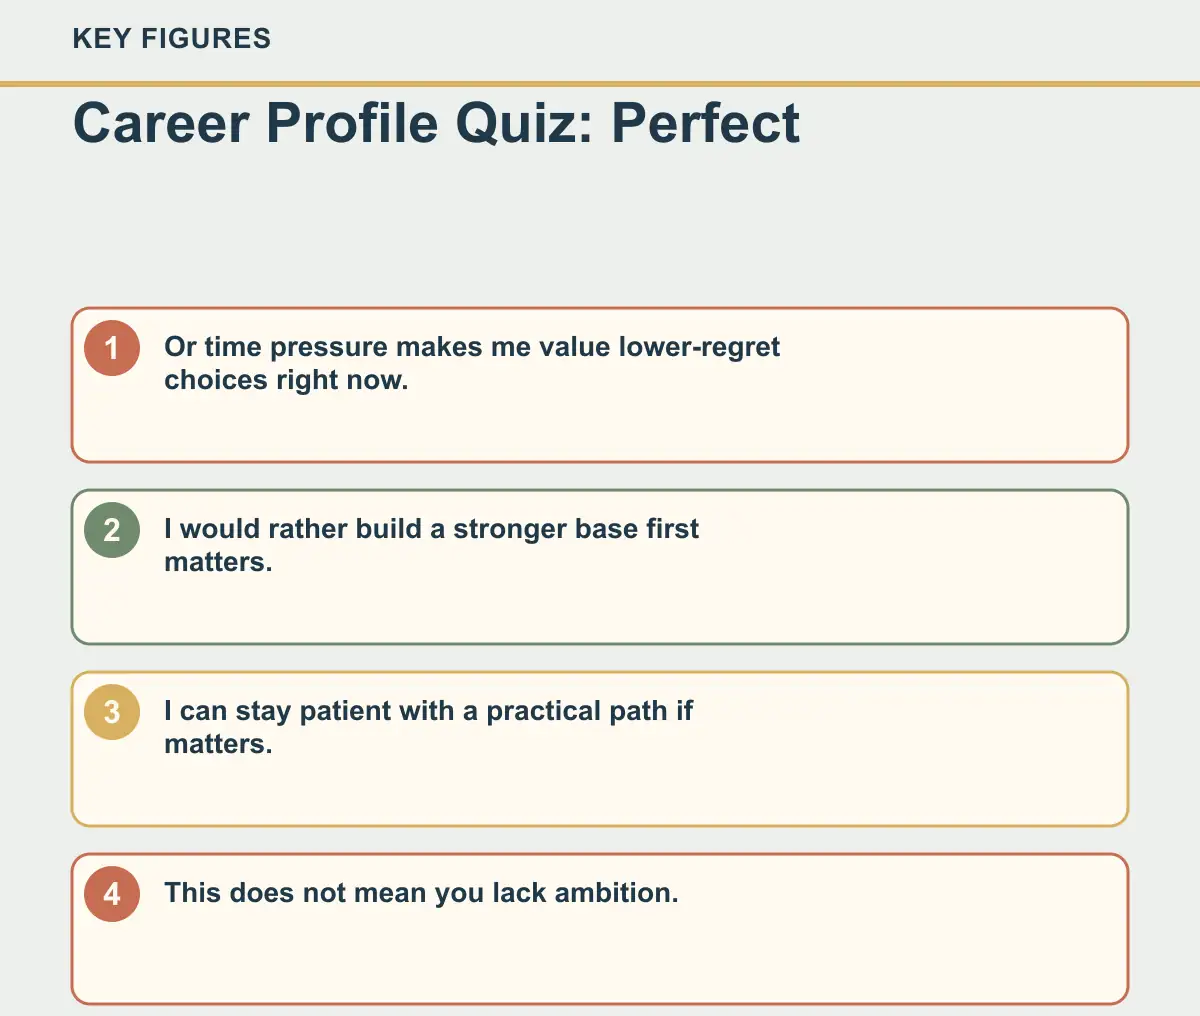 KEY FIGURES
Career Profile Quiz: Perfect
1
Or time pressure makes me value lower-regret
choices right now.
2
I would rather build a stronger base first
matters.
3
I can stay patient with a practical path if
matters.
4
This does not mean you lack ambition.